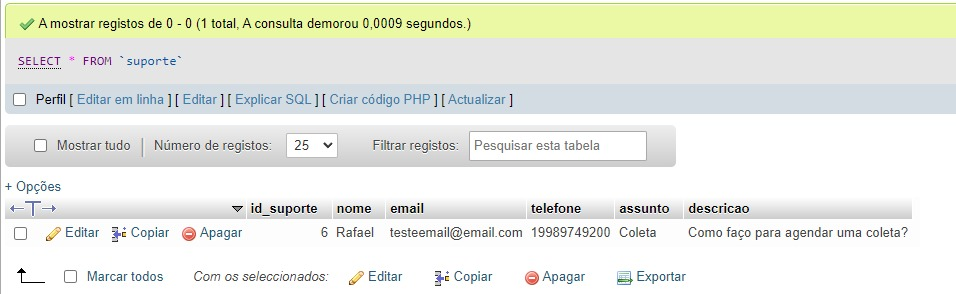 A mostrar registos de 0 - 0 (1 total, A consulta demorou 0,0009 segundos.)
SELECT * FROM `suporte`
Perfil [ Editar em linha ] [ Editar ] [ Explicar SQL ] [ Criar código PHP ] [ Actualizar ]
Mostrar tudo Número de registos: 25 Filtrar registos: Pesquisar esta tabela
+ Opções
←T→ id_suporte nome email telefone assunto descricao
Editar Copiar Apagar 6 Rafael testeemail@email.com 19989749200 Coleta Como faço para agendar uma coleta?
Marcar todos Com os seleccionados: Editar Copiar Apagar Exportar